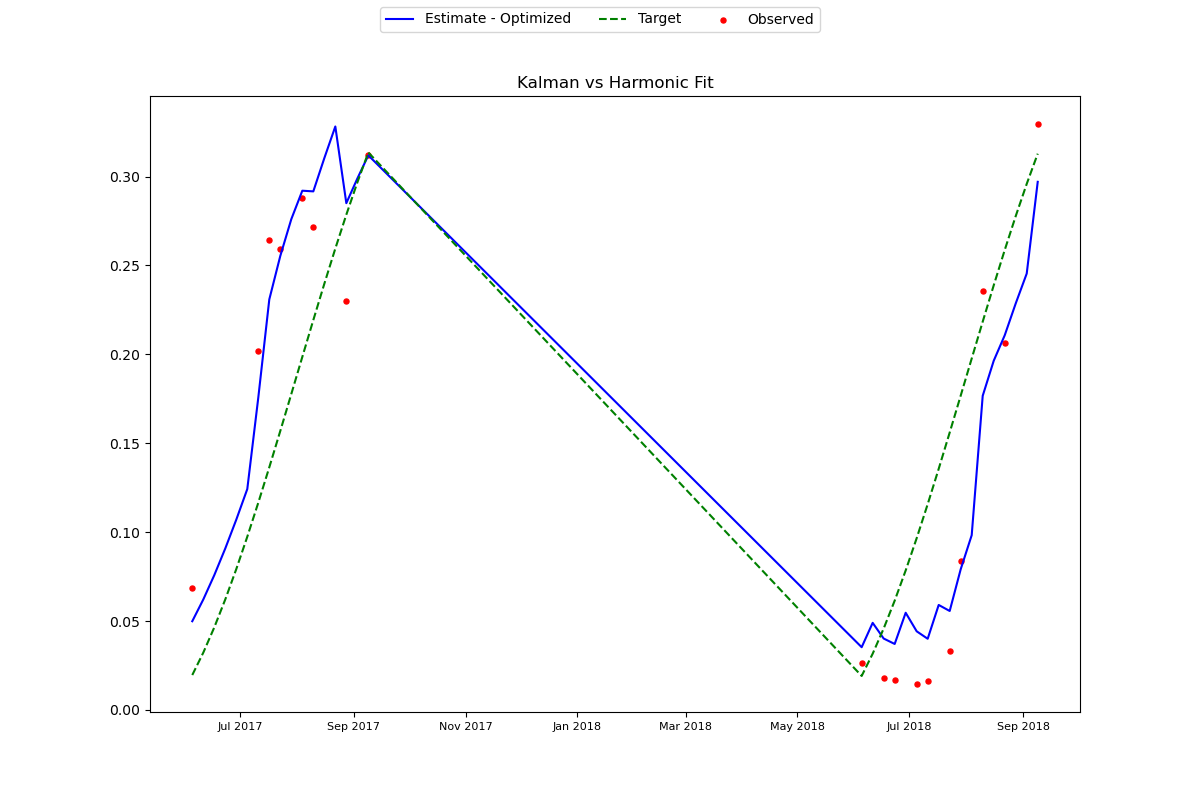 Estimate - Optimized Target Observed
Kalman vs Harmonic Fit
0.30
0.25
0.20
0.15
0.10
0.05
0.00
Jul 2017 Sep 2017 Nov 2017 Jan 2018 Mar 2018 May 2018 Jul 2018 Sep 2018